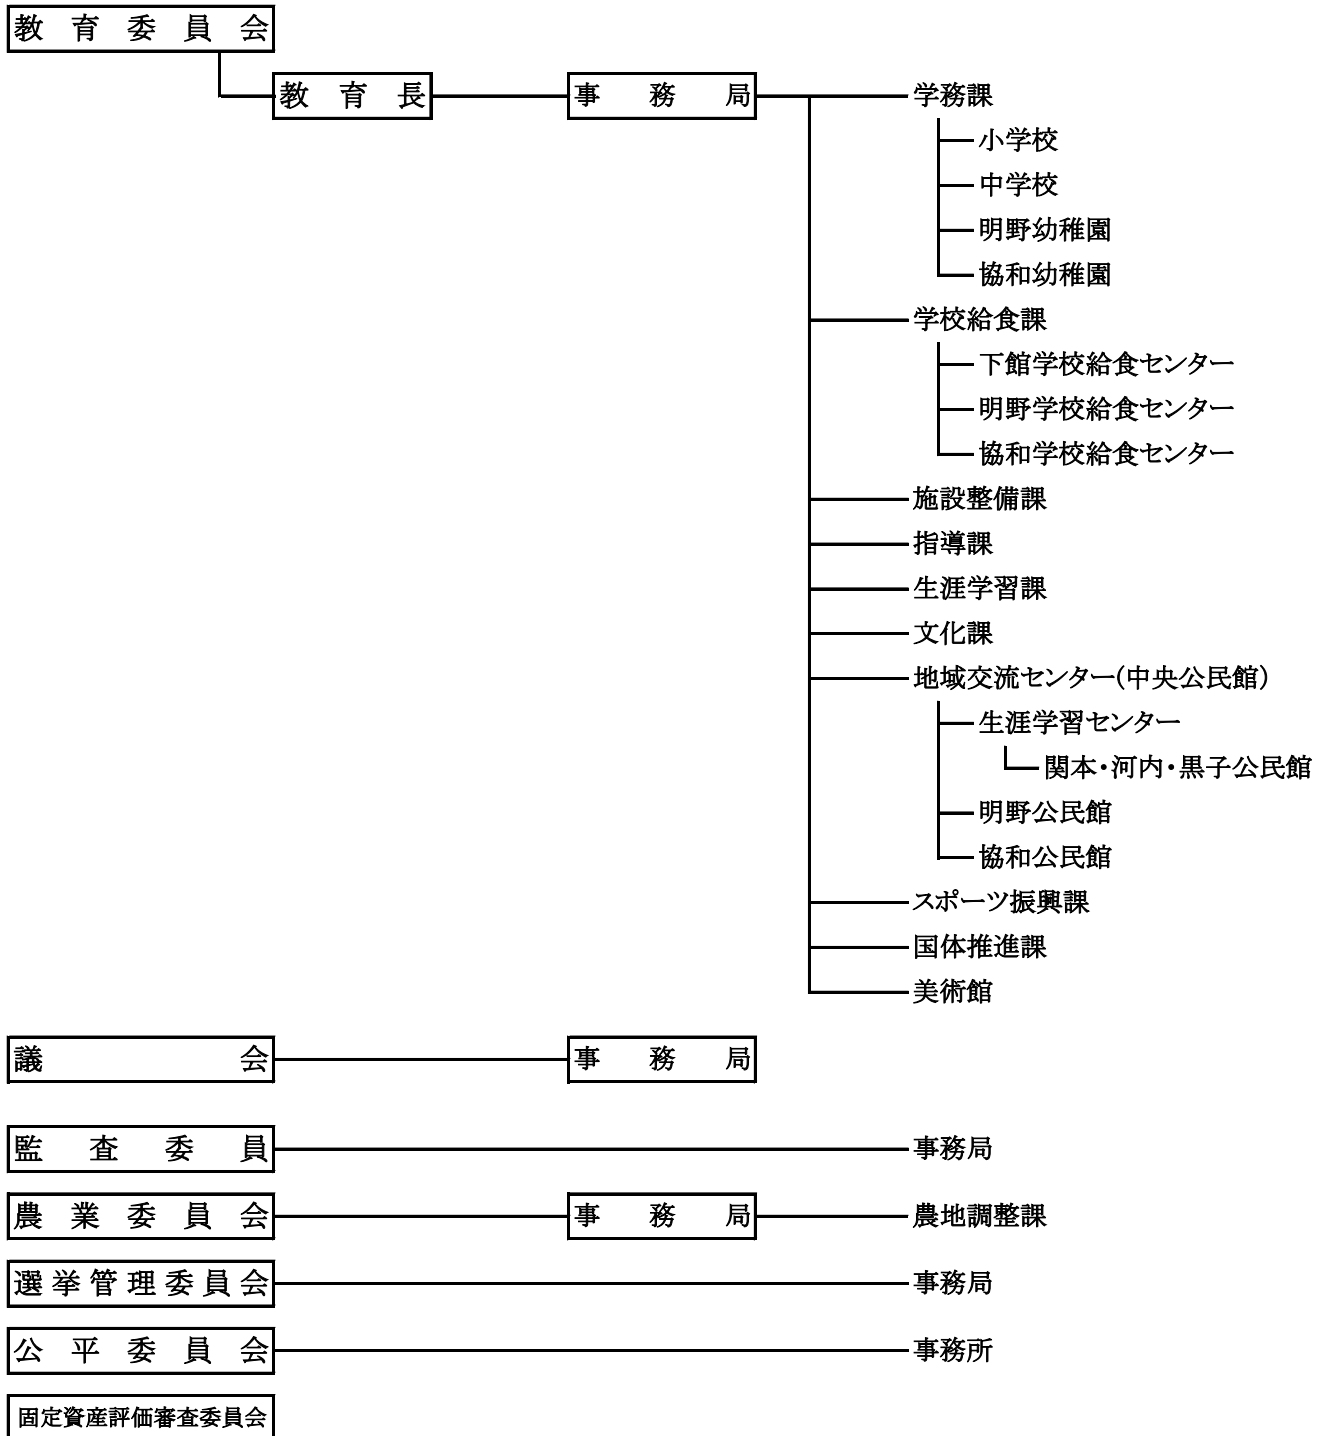 教育委員会
教育長 事務局 学務課
小学校
中学校
明野幼稚園
協和幼稚園
学校給食課
下館学校給食センター
明野学校給食センター
協和学校給食センター
施設整備課
指導課
生涯学習課
文化課
地域交流センター(中央公民館)
生涯学習センター
関本・河内・黒子公民館
明野公民館
協和公民館
スポーツ振興課
国体推進課
美術館
議会 事務局
監査委員 事務局
農業委員会 事務局 農地調整課
選挙管理委員会 事務局
公平委員会 事務所
固定資産評価審査委員会